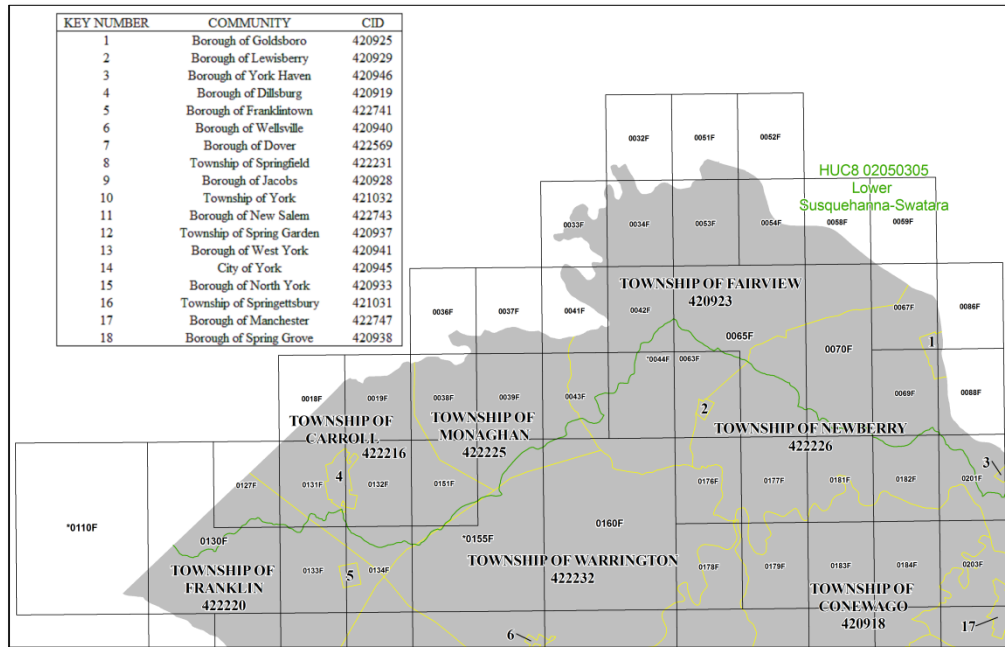 KEY NUMBER COMMUNITY CID
1 Borough of Goldsboro 420925
2 Borough of Lewisberry 420929
3 Borough of York Haven 420946
4 Borough of Dillsburg 420919
5 Borough of Franklintown 422741
6 Borough of Wellsville 420940
7 Borough of Dover 422569
8 Township of Springfield 422231
9 Borough of Jacobs 420928
10 Township of York 421032
11 Borough of New Salem 422743
12 Township of Spring Garden 420937
13 Borough of West York 420941
14 City of York 420945
15 Borough of North York 420933
16 Township of Springettsbury 421031
17 Borough of Manchester 422747
18 Borough of Spring Grove 420938
0032F 0051F 0052F
HUC8 02050305
Lower
Susquehanna-Swatara
0033F 0034F 0053F 0054F 0058F 0059F
TOWNSHIP OF FAIRVIEW
420923
0036F 0037F 0041F 0042F 0067F 0086F
0065F 0070F 1
*0044F 0063F
0018F 0019F 0038F 0039F 0043F 0069F 0088F
2
TOWNSHIP OF
CARROLL
422216
TOWNSHIP OF
MONAGHAN
422225
TOWNSHIP OF NEWBERRY
422226
3
0127F 0131F 4 0132F 0151F 0176F 0177F 0181F 0182F 0201F
*0110F 0130F *0155F 0160F
0133F 5 0134F 0178F 0179F 0183F 0184F 0203F
TOWNSHIP OF
FRANKLIN
422220
TOWNSHIP OF WARRINGTON
422232
TOWNSHIP OF
CONEWAGO
420918
6 17